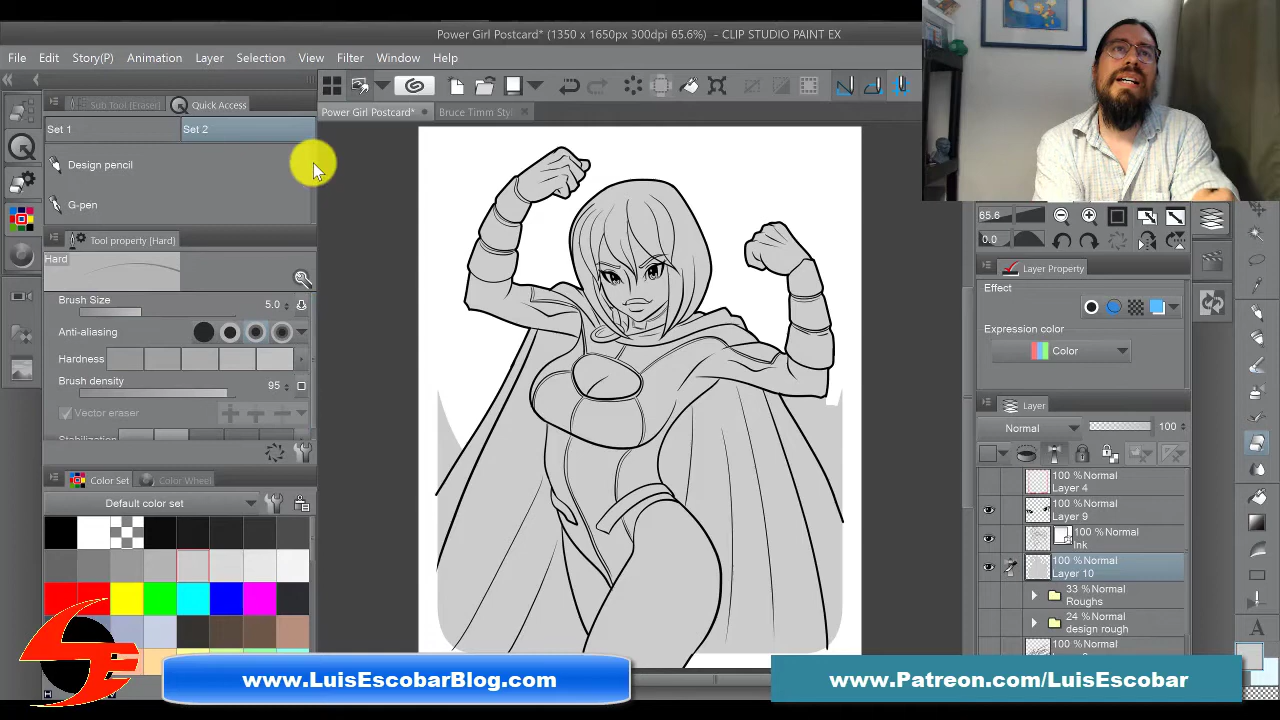 Power Girl Postcard* (1350 x 1650px 300dpi 65.6%) - CLIP STUDIO PAINT EX
File Edit Story(P) Animation Layer Selection View Filter Window Help
Sub Tool (Eraser) Quick Access
Power Girl Postcard* Bruce Timm Styl
Set 1 Set 2
Design pencil
G-pen
Tool property [Hard]
Hard
Brush Size 5.0
Anti-aliasing
Hardness
Brush density 95
Vector eraser
Color Set Color Wheel
Default color set
65.6
0.0
Layer Property
Effect
Expression color
Color
Layer
Normal 100
100 % Normal
Layer 4
100 % Normal
Layer 9
100 % Normal
Ink
100 % Normal
Layer 10
33 % Normal
Roughs
24 % Normal
design rough
100 % Normal
www.LuisEscobarBlog.com
www.Patreon.com/LuisEscobar